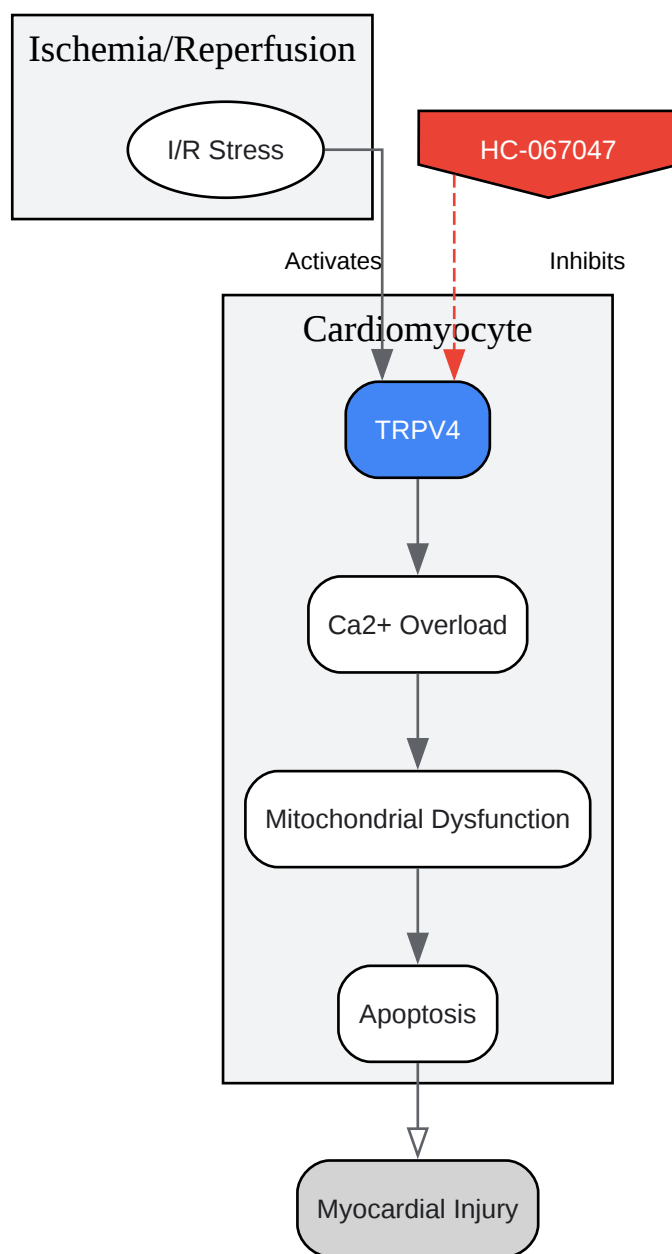 Ischemia/Reperfusion
I/R Stress
HC-067047
Activates
Inhibits
Cardiomyocyte
TRPV4
Ca2+ Overload
Mitochondrial Dysfunction
Apoptosis
Myocardial Injury